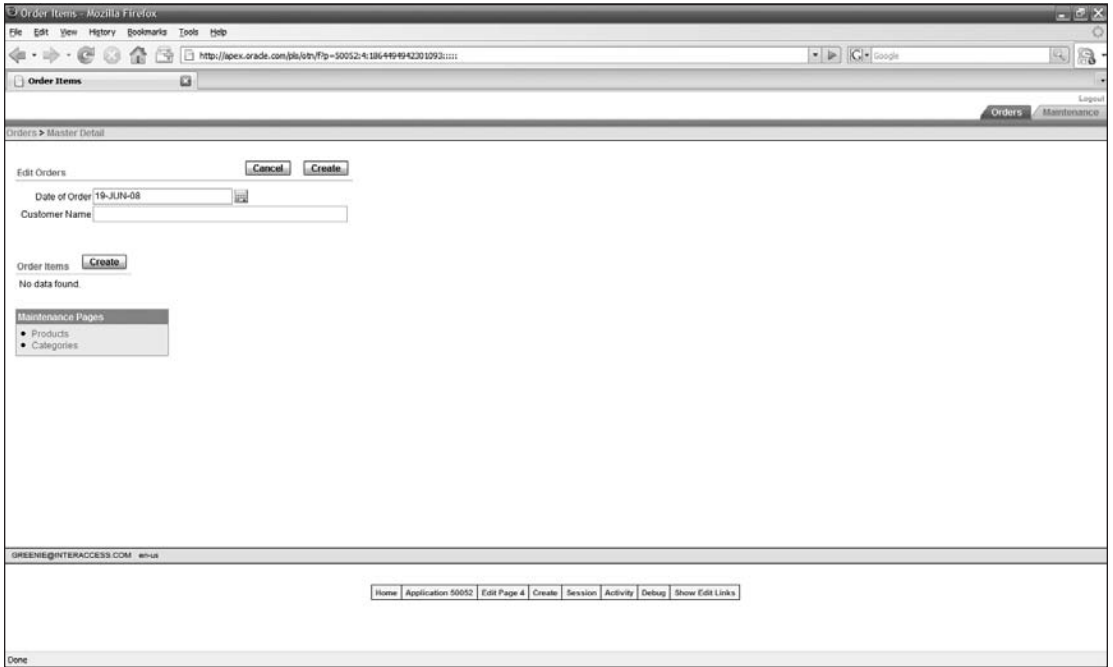 Order Items - Mozilla Firefox
File Edit View History Bookmarks Tools Help
http://apex.oracle.com/pls/otn/f?p=50052:4:1864494942301093:::::
Google
Order Items
Logout
Orders Maintenance
Orders > Master Detail
Edit Orders Cancel Create
Date of Order 19-JUN-08
Customer Name
Order Items Create
No data found.
Maintenance Pages
• Products
• Categories
GREENIE@INTERACCESS.COM en-us
Home Application 50052 Edit Page 4 Create Session Activity Debug Show Edit Links
Done